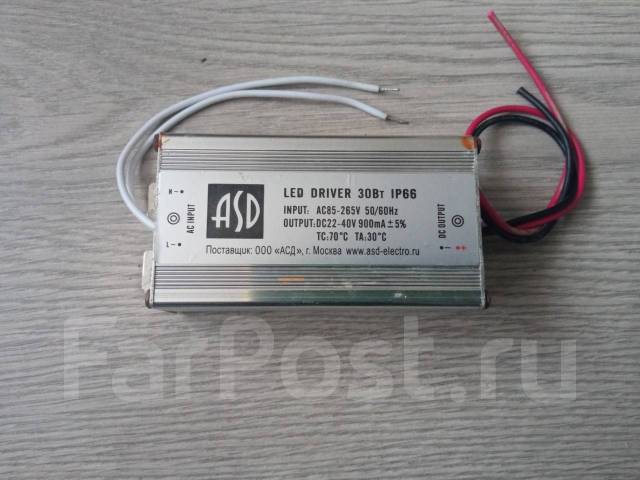 ASD
LED DRIVER 30Вт IP66
INPUT: AC85-265V 50/60Hz
OUTPUT:DC22-40V 900mA ±5%
TC:70°C TA:30°C
Поставщик: ООО «АСД», г. Москва www.asd-electro.ru
N-
AC INPUT
L-
DC OUTPUT
- +
FarPost.ru